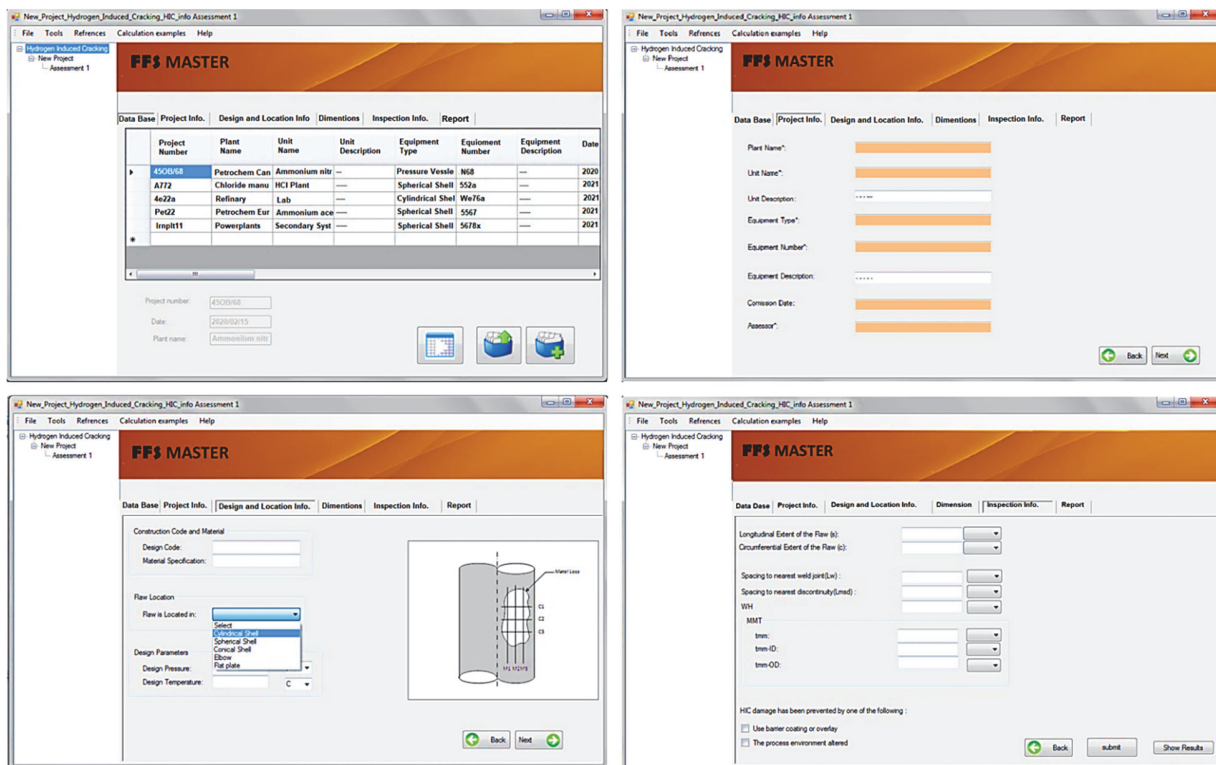 New_Project_Hydrogen_Induced_Cracking_HIC_info Assessment 1
File Tools Refrences Calculation examples Help
Hydrogen Induced Cracking
New Project
Assessment 1
FFS MASTER
Data Base Project Info. Design and Location Info Dimentions Inspection Info. Report
Project Number Plant Name Unit Name Unit Description Equipment Type Equioment Number Equipment Description Date
45OB/68 Petrochem Can Ammonium nitr --- Pressure Vessle N68 --- 2020
A772 Chloride manu HCI Plant ---- Spherical Shell 552a ---- 2021
4e22a Refinary Lab ---- Cylindrical Shel We76a ---- 2021
Pet22 Petrochem Eur Ammonium ace ---- Spherical Shell 5567 ---- 2021
Irnplt11 Powerplants Secondary Syst ---- Spherical Shell 5678x ---- 2021
Project number: 45OB/68
Date: 2020/02/15
Plant name: Ammonitum nitr
New_Project_Hydrogen_Induced_Cracking_HIC_info Assessment 1
File Tools Refrences Calculation examples Help
Hydrogen Induced Cracking
New Project
Assessment 1
FFS MASTER
Data Base Project Info. Design and Location Info. Dimentions Inspection Info. Report
Plant Name*:
Unit Name*:
Unit Description: -----
Equipment Type*:
Equipment Number*:
Equipment Description: -----
Comission Date:
Assessor*:
Back Next
New_Project_Hydrogen_Induced_Cracking_HIC_info Assessment 1
File Tools Refrences Calculation examples Help
Hydrogen Induced Cracking
New Project
Assessment 1
FFS MASTER
Data Base Project Info. Design and Location Info. Dimentions Inspection Info. Report
Construction Code and Material
Design Code:
Material Specification:
Flaw Location
Flaw is Located in:
Select
Cylindrical Shell
Spherical Shell
Conical Shell
Elbow
Flat plate
Design Parameters
Design Pressure:
Design Temperature: C
Metal Loss
C1
C2
C3
M1 M2 M3
Back Next
New_Project_Hydrogen_Induced_Cracking_HIC_info Assessment 1
File Tools Refrences Calculation examples Help
Hydrogen Induced Cracking
New Project
Assessment 1
FFS MASTER
Data Dase Project Info. Design and Location Info. Dimension Inspection Info. Report
Longitudinal Extent of the Flaw (s):
Circumferential Extent of the Flaw (c):
Spacing to nearest weld joint(Lw) :
Spacing to nearest discontinuity(Lmsd) :
WH
MMT
tmm:
tmm-ID:
tmm-OD:
HIC damage has been prevented by one of the following :
Use barrier coating or overlay
The process environment altered
Back submit Show Results